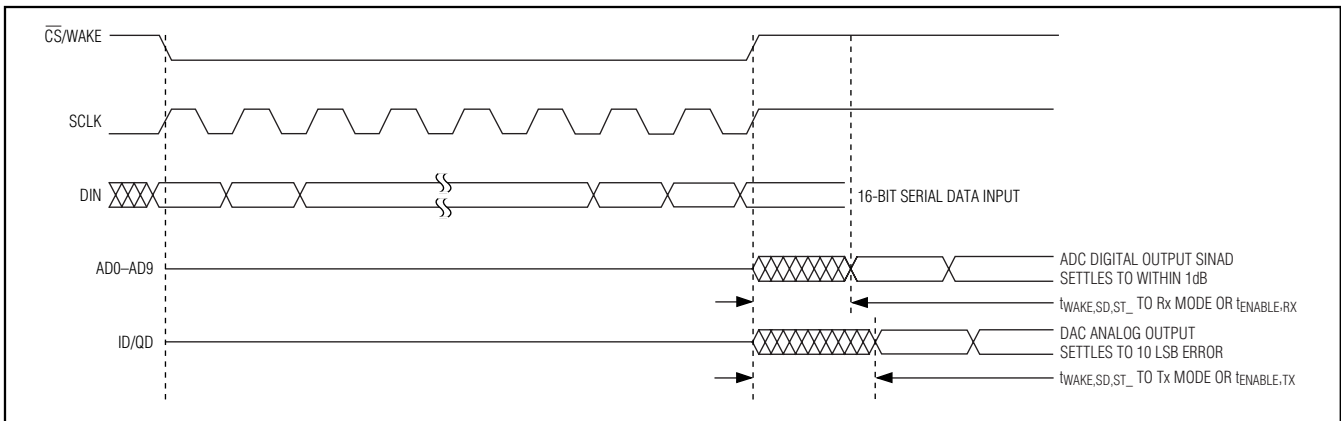 C̅S̅/WAKE
SCLK
DIN
16-BIT SERIAL DATA INPUT
AD0–AD9
ADC DIGITAL OUTPUT SINAD
SETTLES TO WITHIN 1dB
tWAKE,SD,ST_ TO Rx MODE OR tENABLE,RX
ID/QD
DAC ANALOG OUTPUT
SETTLES TO 10 LSB ERROR
tWAKE,SD,ST_ TO Tx MODE OR tENABLE,TX